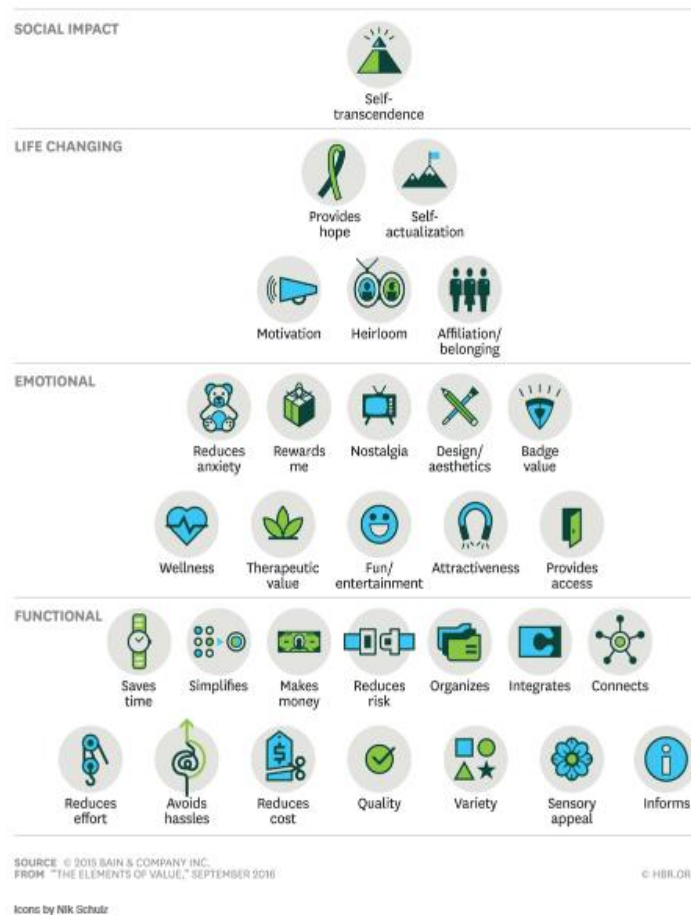 SOCIAL IMPACT
Self-
transcendence
LIFE CHANGING
Provides
hope
Self-
actualization
Motivation
Heirloom
Affiliation/
belonging
EMOTIONAL
Reduces
anxiety
Rewards
me
Nostalgia
Design/
aesthetics
Badge
value
Wellness
Therapeutic
value
Fun/
entertainment
Attractiveness
Provides
access
FUNCTIONAL
Saves
time
Simplifies
Makes
money
Reduces
risk
Organizes
Integrates
Connects
Reduces
effort
Avoids
hassles
Reduces
cost
Quality
Variety
Sensory
appeal
Informs
SOURCE © 2015 BAIN & COMPANY INC.
FROM "THE ELEMENTS OF VALUE," SEPTEMBER 2016
© HBR.OR
Icons by Nik Schulz